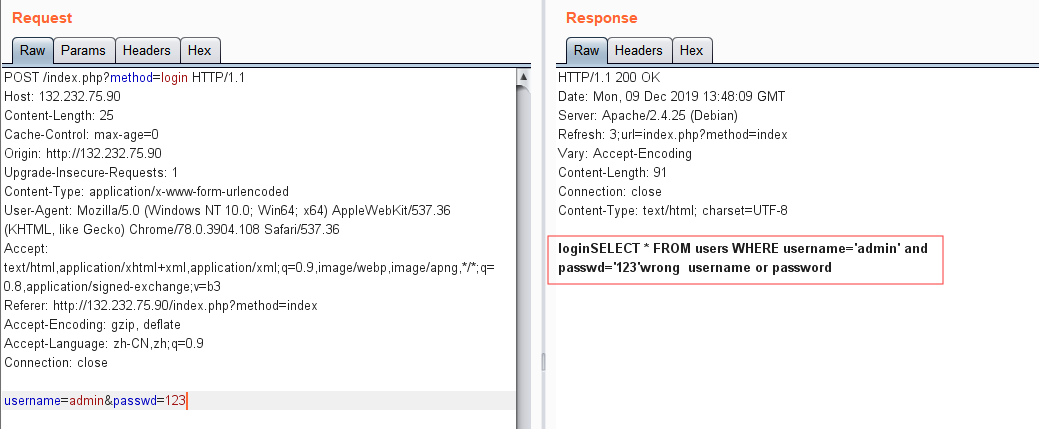 Request
Raw Params Headers Hex
POST /index.php?method=login HTTP/1.1
Host: 132.232.75.90
Content-Length: 25
Cache-Control: max-age=0
Origin: http://132.232.75.90
Upgrade-Insecure-Requests: 1
Content-Type: application/x-www-form-urlencoded
User-Agent: Mozilla/5.0 (Windows NT 10.0; Win64; x64) AppleWebKit/537.36
(KHTML, like Gecko) Chrome/78.0.3904.108 Safari/537.36
Accept:
text/html,application/xhtml+xml,application/xml;q=0.9,image/webp,image/apng,*/*;q=
0.8,application/signed-exchange;v=b3
Referer: http://132.232.75.90/index.php?method=index
Accept-Encoding: gzip, deflate
Accept-Language: zh-CN,zh;q=0.9
Connection: close
username=admin&passwd=123
Response
Raw Headers Hex
HTTP/1.1 200 OK
Date: Mon, 09 Dec 2019 13:48:09 GMT
Server: Apache/2.4.25 (Debian)
Refresh: 3;url=index.php?method=index
Vary: Accept-Encoding
Content-Length: 91
Connection: close
Content-Type: text/html; charset=UTF-8
loginSELECT * FROM users WHERE username='admin' and
passwd='123'wrong  username or password